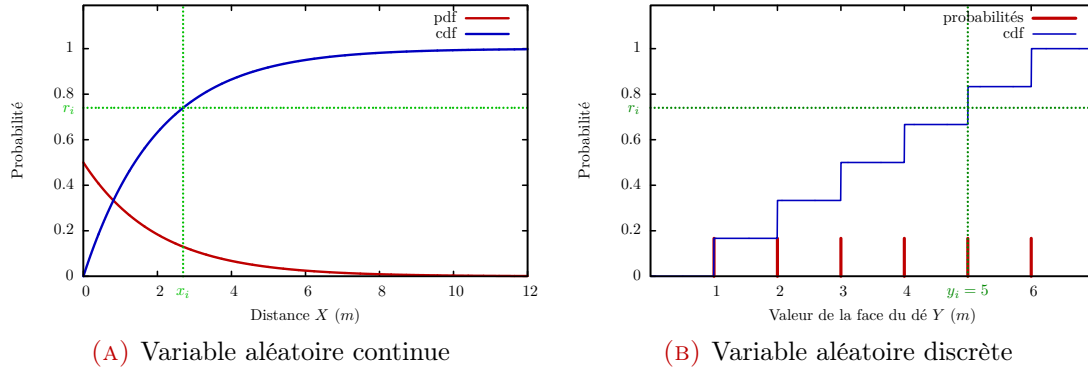 pdf
cdf
1
0.8
r_i
0.6
0.4
0.2
0
Probabilité
0 2 x_i 4 6 8 10 12
Distance X (m)
(A) Variable aléatoire continue
probabilités
cdf
1
0.8
r_i
0.6
0.4
0.2
0
Probabilité
1 2 3 4 y_i = 5 6
Valeur de la face du dé Y (m)
(B) Variable aléatoire discrète